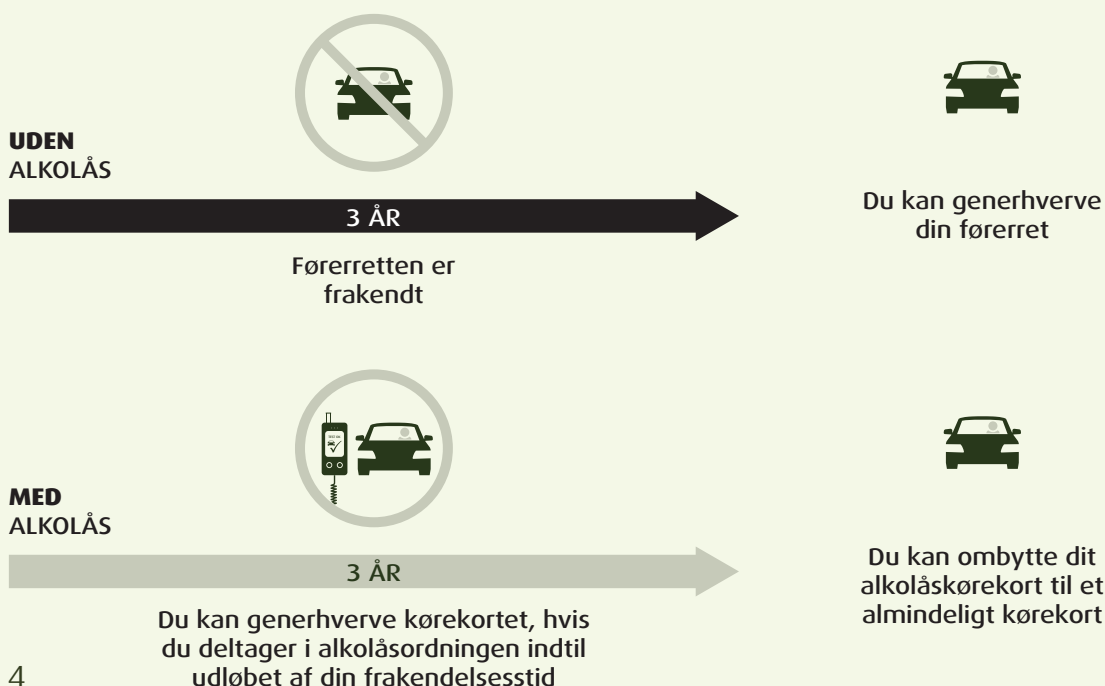 UDEN
ALKOLÅS
3 ÅR
Førerretten er
frakendt
Du kan generhverve
din førerret
MED
ALKOLÅS
3 ÅR
Du kan generhverve kørekortet, hvis
du deltager i alkolåsordningen indtil
udløbet af din frakendelsesstid
Du kan ombytte dit
alkolåskørekort til et
almindeligt kørekort
4